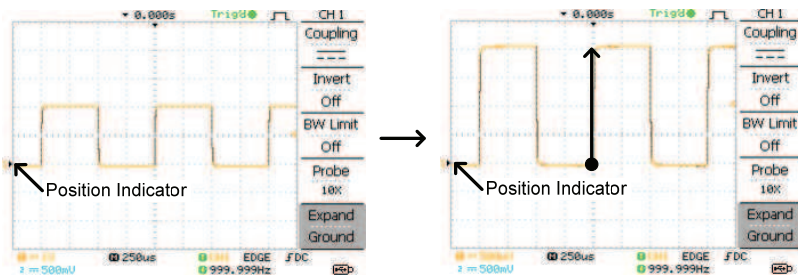 0.000s Trig'd CH 1
Coupling
Invert
Off
BW Limit
Off
Probe
10X
Expand
Ground
Position Indicator
250us EDGE DC
2 500mV 999.999Hz
0.000s Trig'd CH 1
Coupling
Invert
Off
BW Limit
Off
Probe
10X
Expand
Ground
Position Indicator
250us EDGE DC
2 500mV 999.999Hz